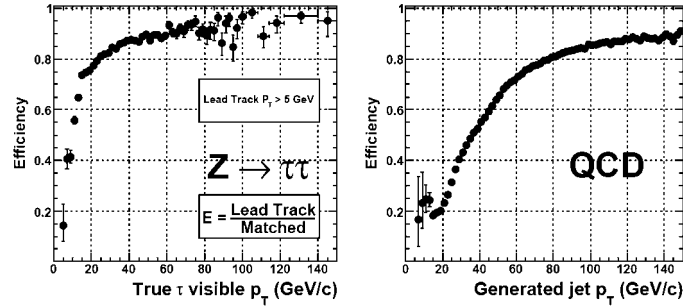 Efficiency
1
0.8
0.6
0.4
0.2
0 20 40 60 80 100 120 140
True τ visible p_T (GeV/c)
Lead Track P_T > 5 GeV
Z → ττ
E = Lead Track
Matched
Efficiency
1
0.8
0.6
0.4
0.2
0 20 40 60 80 100 120 140
Generated jet p_T (GeV/c)
QCD